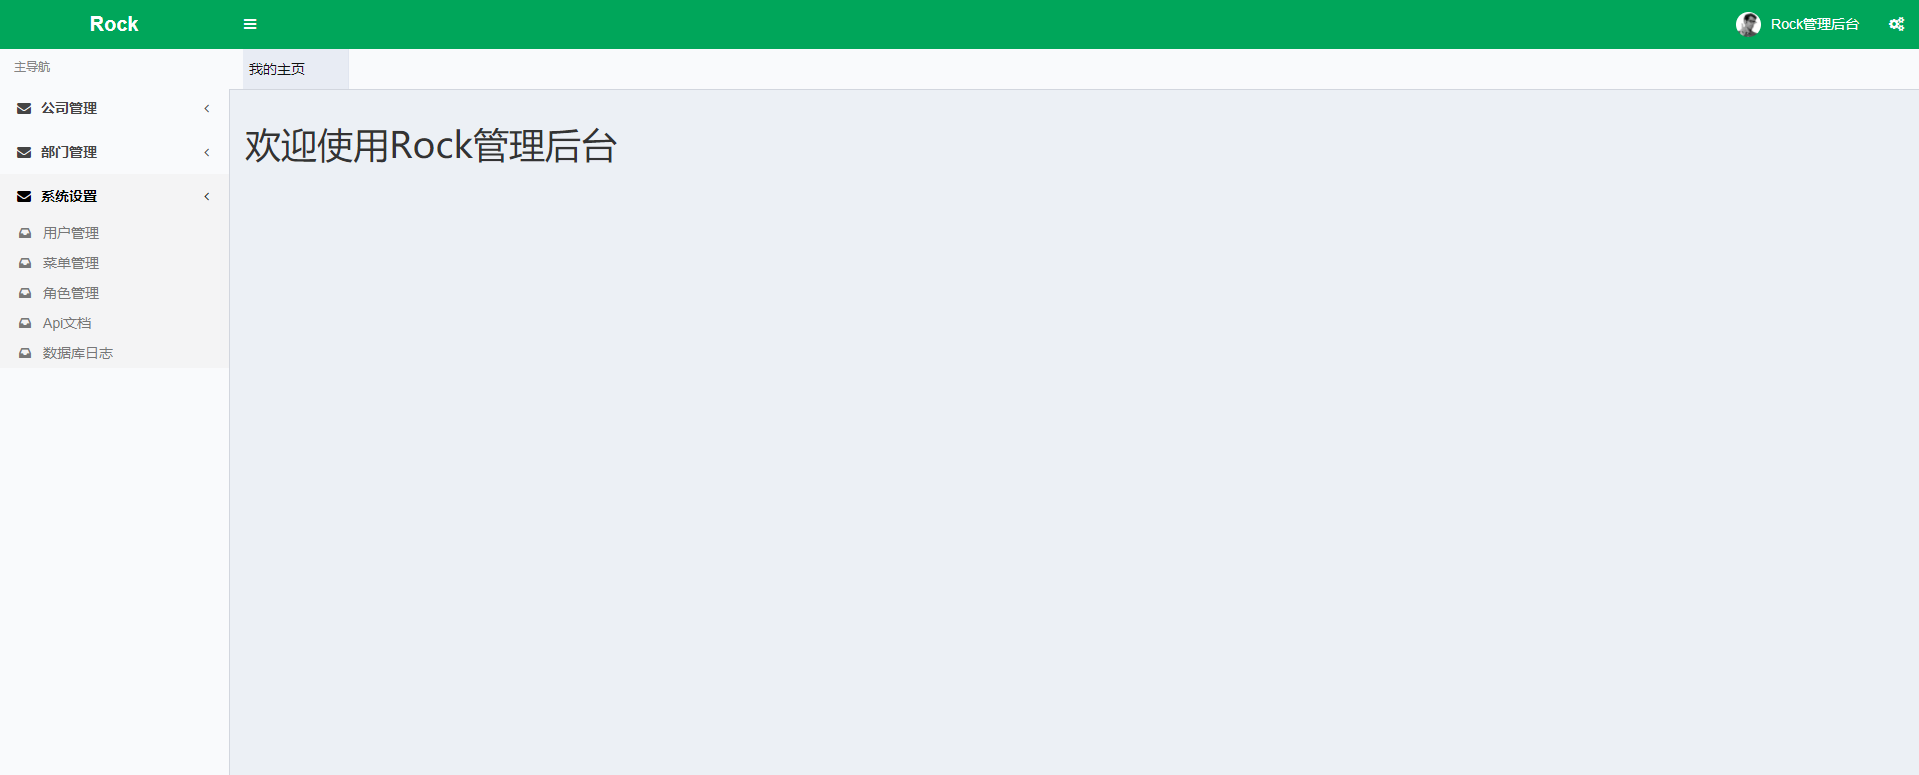 Rock
Rock管理后台
主导航
我的主页
公司管理
部门管理
系统设置
用户管理
菜单管理
角色管理
Api文档
数据库日志
欢迎使用Rock管理后台